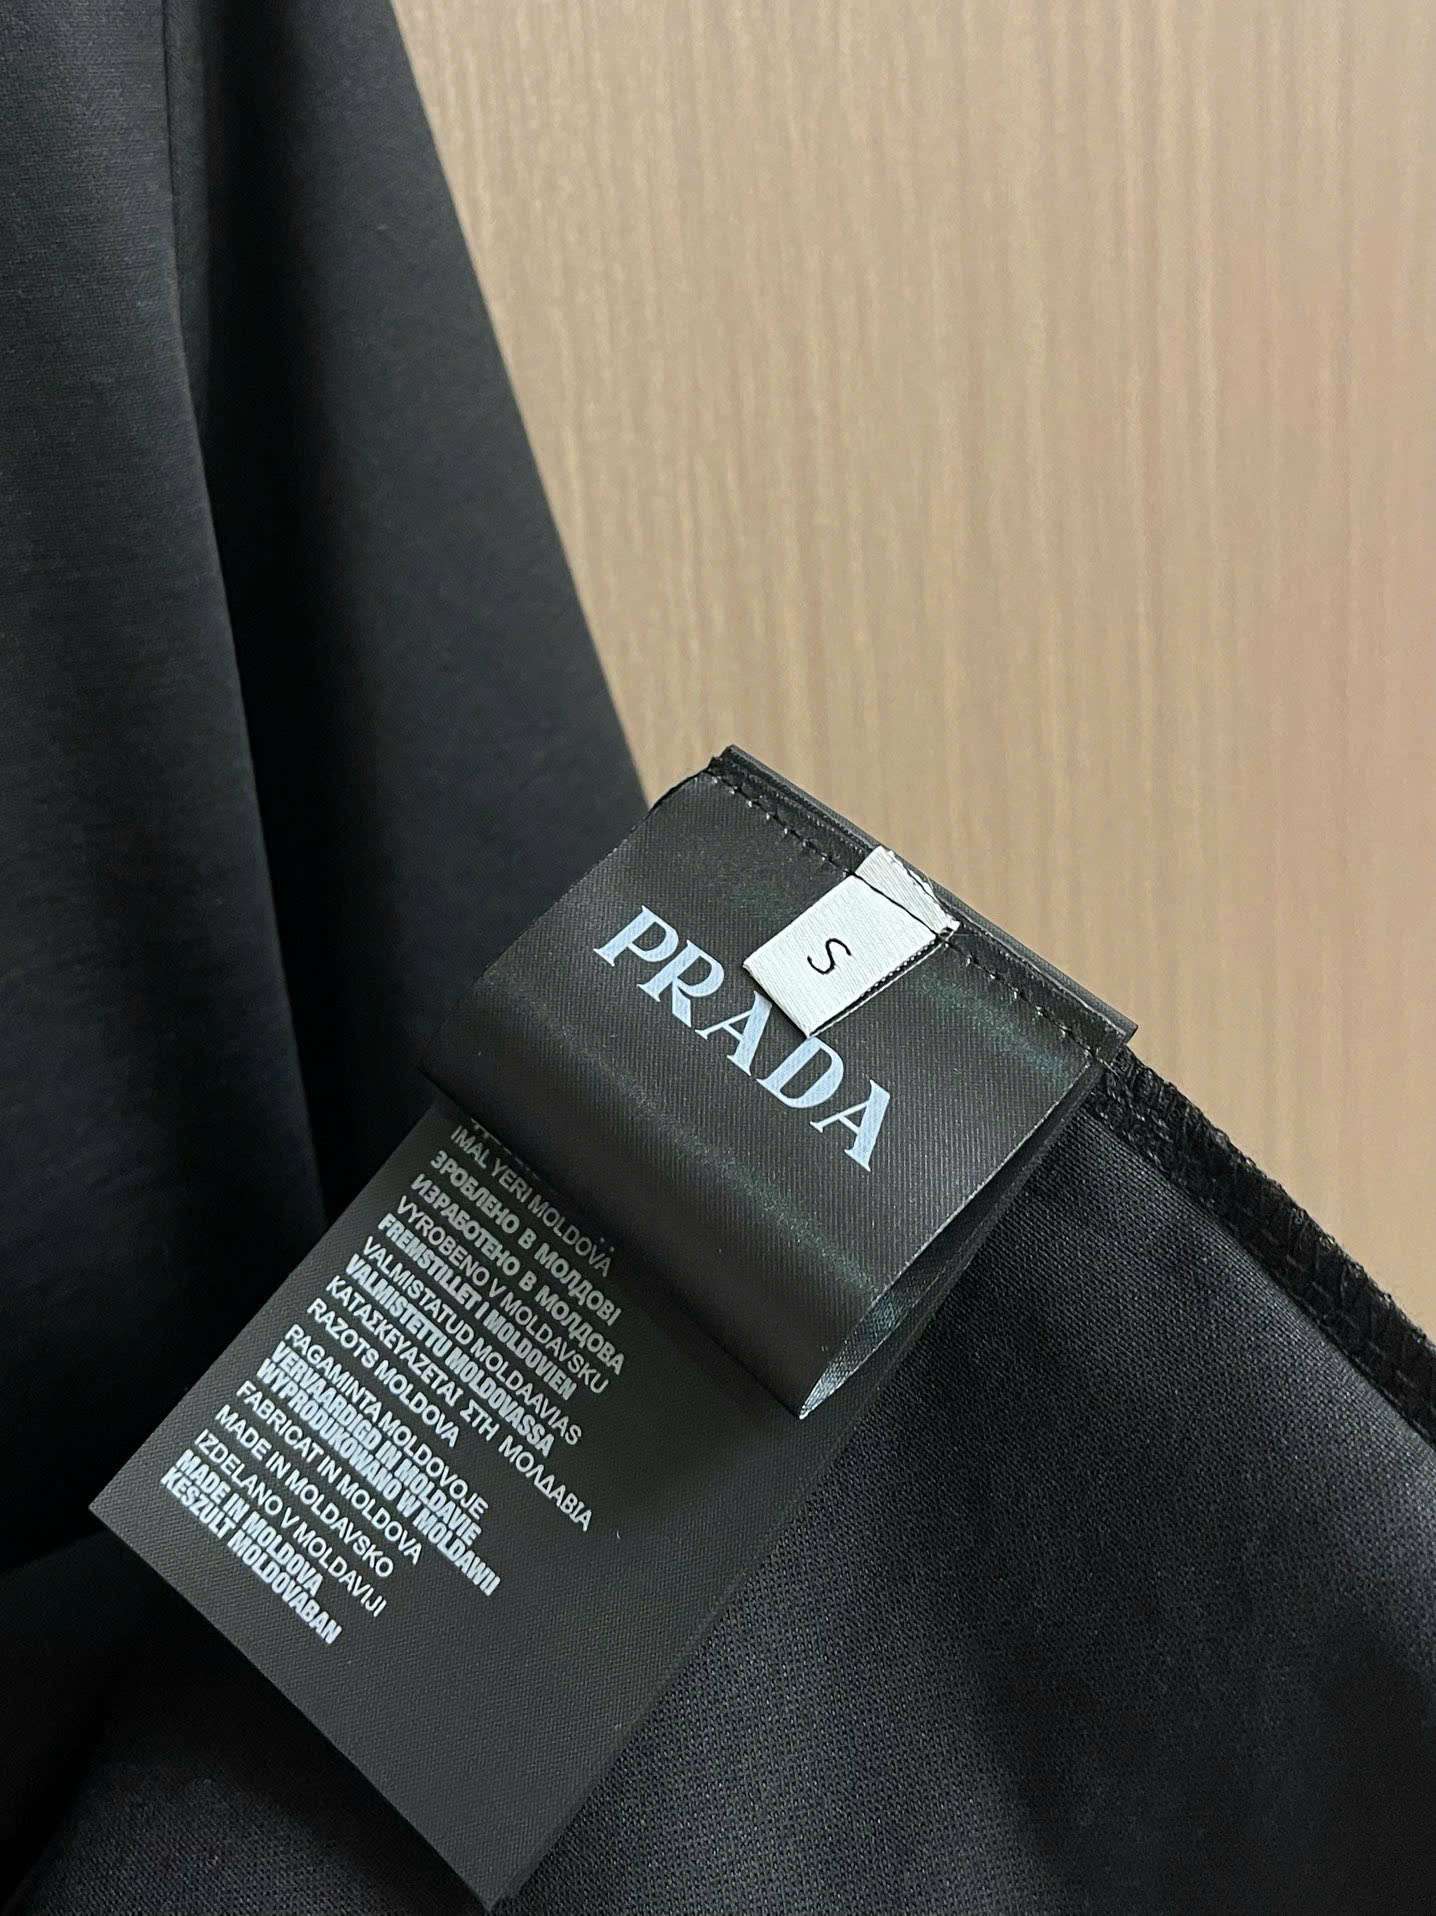 PRADA
S
IMAL YERI MOLDOVA
ЗРОБЛЕНО В МОЛДОВІ
ИЗРАБОТЕНО В МОЛДОВА
VYROBENO V MOLDAVSKU
FREMSTILLET I MOLDOVIEN
VALMISTATUD MOLDAAVIAS
VALMISTETTU MOLDOVASSA
ΚΑΤΑΣΚΕΥΑΖΕΤΑΙ ΣΤΗ ΜΟΛΔΑΒΙΑ
RAZOTS MOLDOVA
PAGAMINTA MOLDOVOJE
VERVAARDIGD IN MOLDAVIE
WYPRODUKOWANO W MOLDAWII
FABRICAT IN MOLDOVA
MADE IN MOLDAVSKO
IZDELANO V MOLDAVIJI
MADE IN MOLDOVA
KESZULT MOLDOVABAN